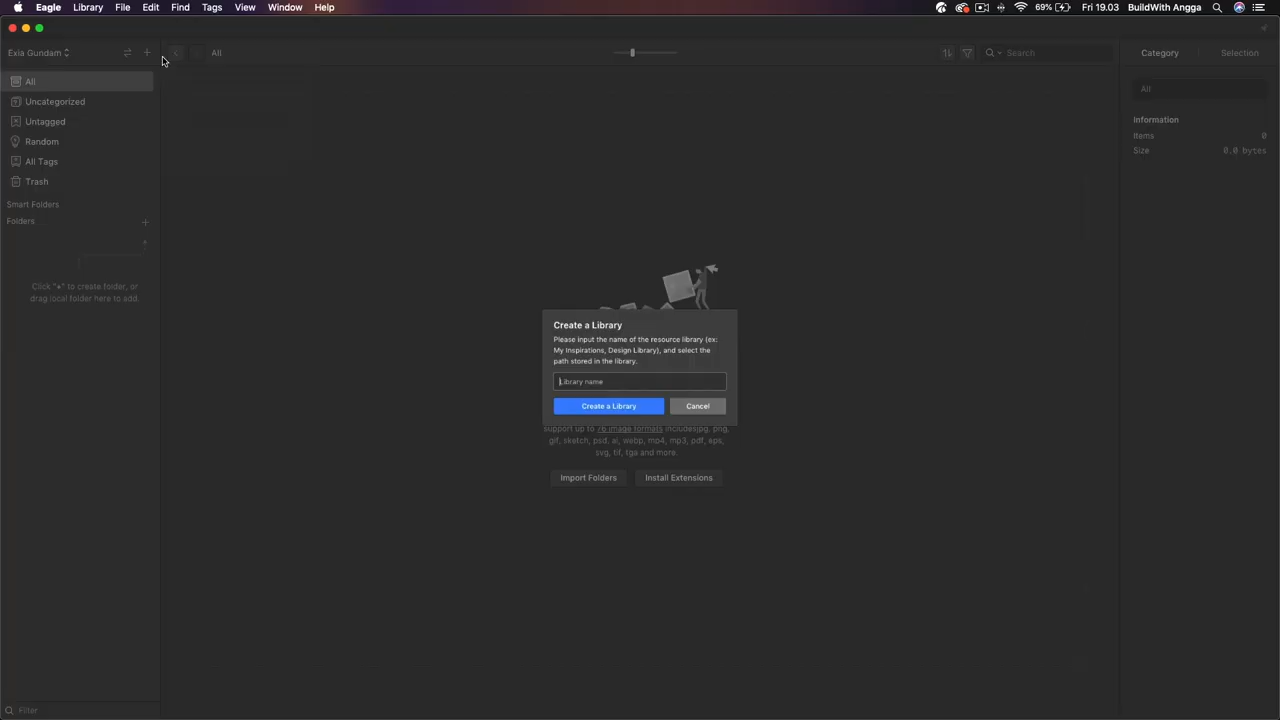 Eagle Library File Edit Find Tags View Window Help 69% Fri 19.03 BuildWith Angga
Exia Gundam All Search Category Selection
All
Uncategorized
Untagged
Random
All Tags
Trash
Smart Folders
Folders
Click "+" to create folder, or
drag local folder here to add.
Create a Library
Please input the name of the resource library (ex:
My Inspirations, Design Library), and select the
path stored in the library.
Library name
Create a Library Cancel
support up to 76 image formats includesjpg, png,
gif, sketch, psd, ai, webp, mp4, mp3, pdf, eps,
svg, tif, tga and more.
Import Folders Install Extensions
All
Information
Items 0
Size 0.0 bytes
Filter